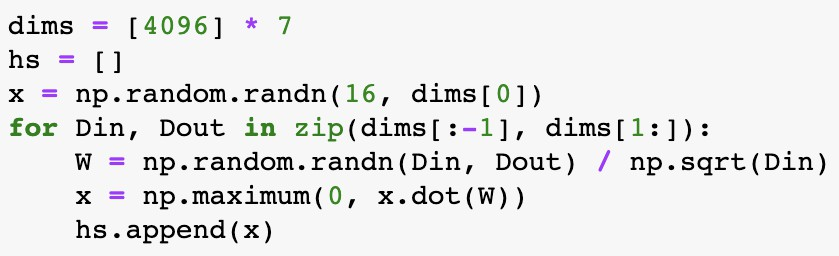 dims = [4096] * 7
hs = []
x = np.random.randn(16, dims[0])
for Din, Dout in zip(dims[:-1], dims[1:]):
    W = np.random.randn(Din, Dout) / np.sqrt(Din)
    x = np.maximum(0, x.dot(W))
    hs.append(x)